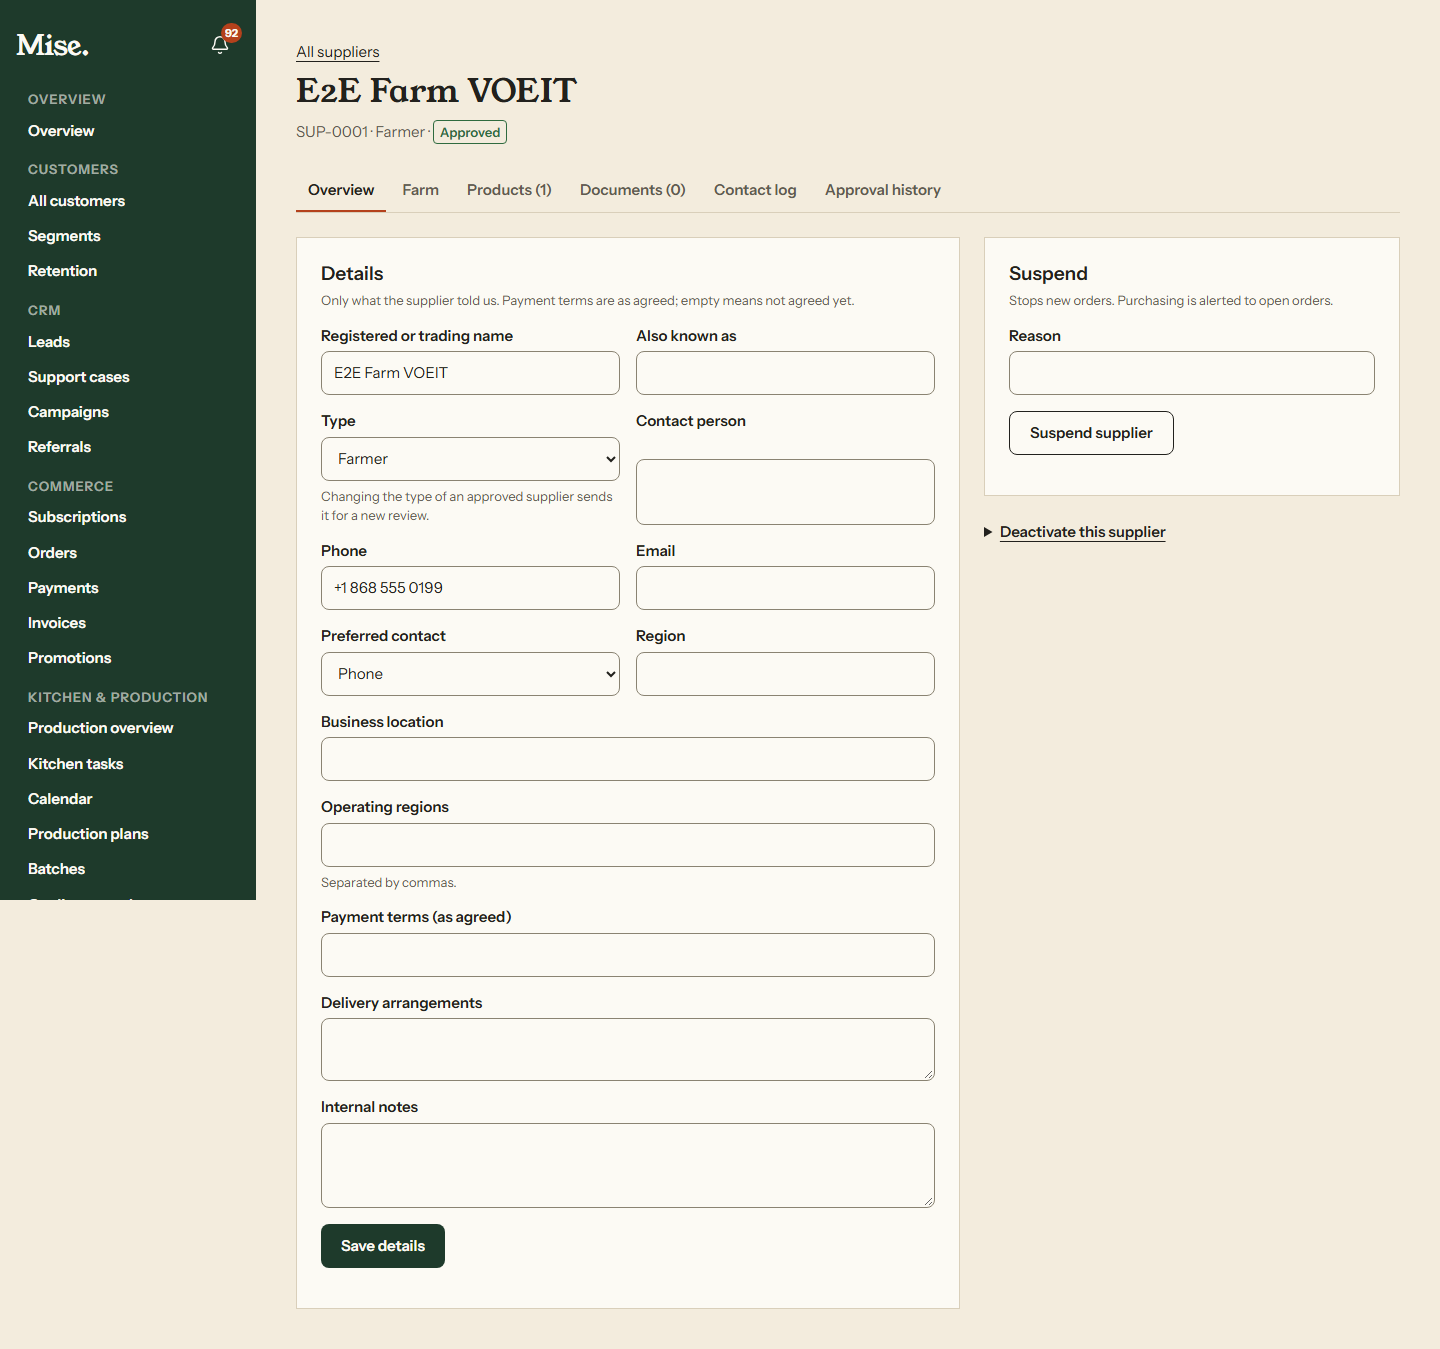 Mise.
92
OVERVIEW
Overview
CUSTOMERS
All customers
Segments
Retention
CRM
Leads
Support cases
Campaigns
Referrals
COMMERCE
Subscriptions
Orders
Payments
Invoices
Promotions
KITCHEN & PRODUCTION
Production overview
Kitchen tasks
Calendar
Production plans
Batches
All suppliers
E2E Farm VOEIT
SUP-0001 · Farmer · Approved
Overview Farm Products (1) Documents (0) Contact log Approval history
Details
Only what the supplier told us. Payment terms are as agreed; empty means not agreed yet.
Registered or trading name Also known as
E2E Farm VOEIT
Type Contact person
Farmer
Changing the type of an approved supplier sends
it for a new review.
Phone Email
+1 868 555 0199
Preferred contact Region
Phone
Business location
Operating regions
Separated by commas.
Payment terms (as agreed)
Delivery arrangements
Internal notes
Save details
Suspend
Stops new orders. Purchasing is alerted to open orders.
Reason
Suspend supplier
Deactivate this supplier